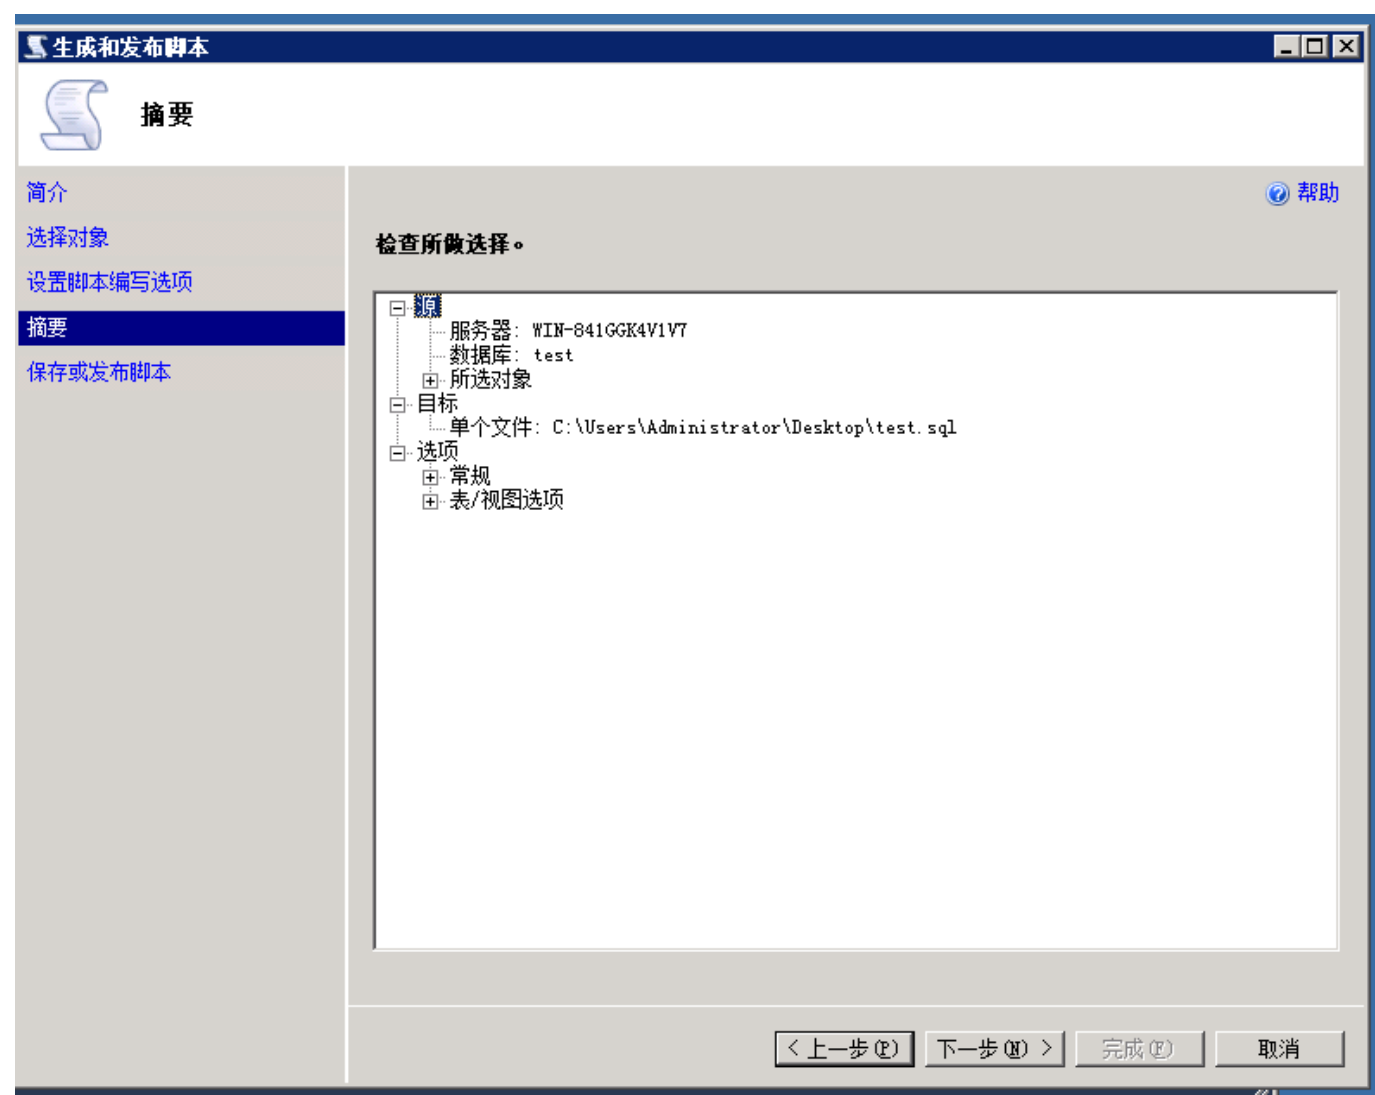 生成和发布脚本
摘要
简介
选择对象
设置脚本编写选项
摘要
保存或发布脚本
帮助
检查所做选择。
源
服务器: WIN-841GGK4V1V7
数据库: test
所选对象
目标
单个文件: C:\Users\Administrator\Desktop\test.sql
选项
常规
表/视图选项
< 上一步(P)
下一步(N) >
完成(F)
取消